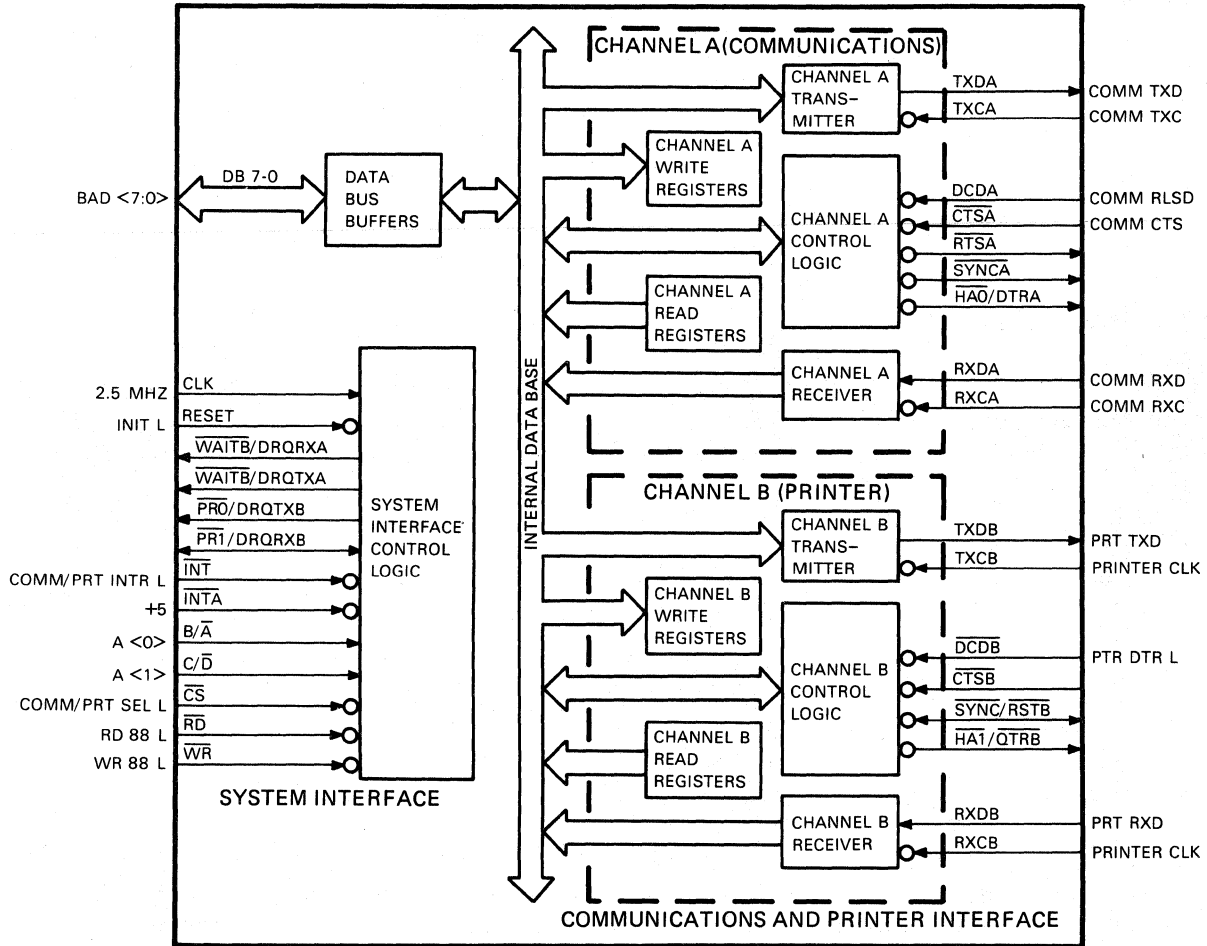 CHANNEL A (COMMUNICATIONS)
CHANNEL A
TRANS-
MITTER
TXDA
COMM TXD
TXCA
COMM TXC
CHANNEL A
WRITE
REGISTERS
BAD <7:0>
DB 7-0
DATA
BUS
BUFFERS
CHANNEL A
CONTROL
LOGIC
DCDA
COMM RLSD
CTSA
COMM CTS
RTSA
SYNCA
HA0/DTRA
CHANNEL A
READ
REGISTERS
CHANNEL A
RECEIVER
RXDA
COMM RXD
RXCA
COMM RXC
INTERNAL DATA BASE
2.5 MHZ
CLK
INIT L
RESET
WAITB/DRQRXA
WAITB/DRQTXA
PR0/DRQTXB
PR1/DRQRXB
COMM/PRT INTR L
INT
+5
INTA
A <0>
B/A
A <1>
C/D
COMM/PRT SEL L
CS
RD 88 L
RD
WR 88 L
WR
SYSTEM
INTERFACE
CONTROL
LOGIC
SYSTEM INTERFACE
CHANNEL B (PRINTER)
CHANNEL B
TRANS-
MITTER
TXDB
PRT TXD
TXCB
PRINTER CLK
CHANNEL B
WRITE
REGISTERS
CHANNEL B
CONTROL
LOGIC
DCDB
PTR DTR L
CTSB
SYNC/RSTB
HA1/QTRB
CHANNEL B
READ
REGISTERS
CHANNEL B
RECEIVER
RXDB
PRT RXD
RXCB
PRINTER CLK
COMMUNICATIONS AND PRINTER INTERFACE